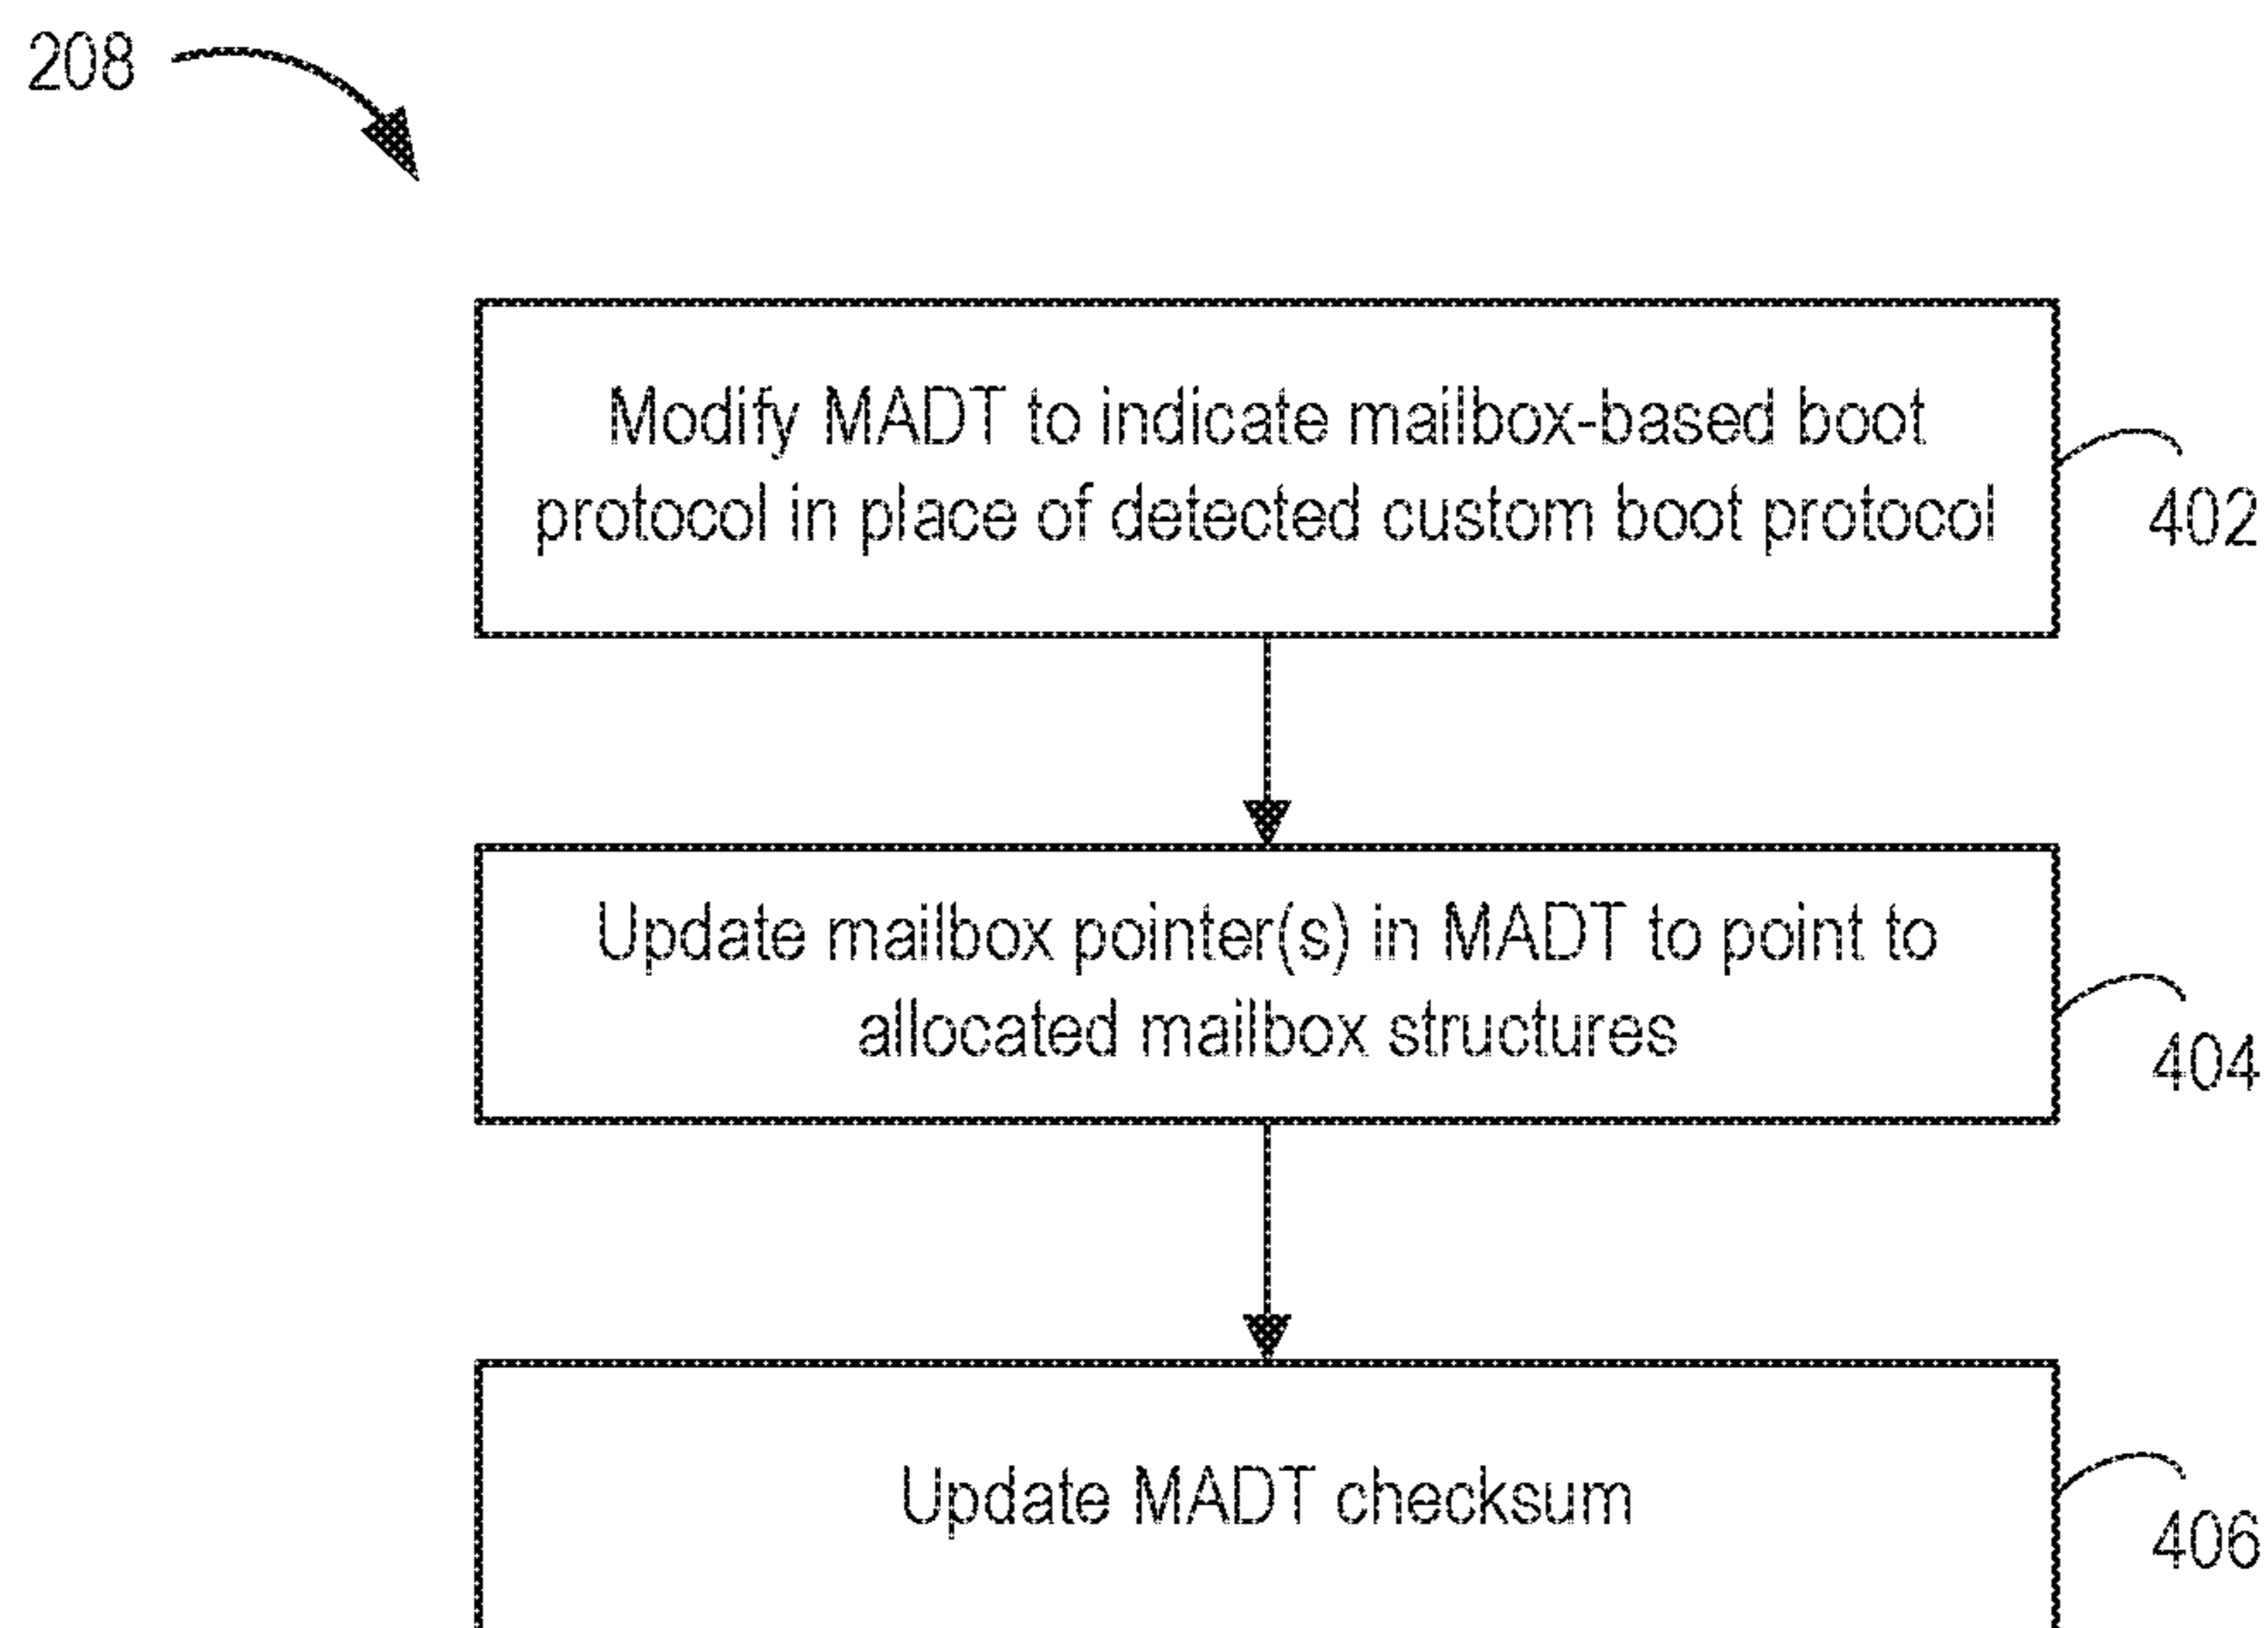 208
Modify MADT to indicate mailbox-based boot
protocol in place of detected custom boot protocol
402
Update mailbox pointer(s) in MADT to point to
allocated mailbox structures
404
Update MADT checksum
406